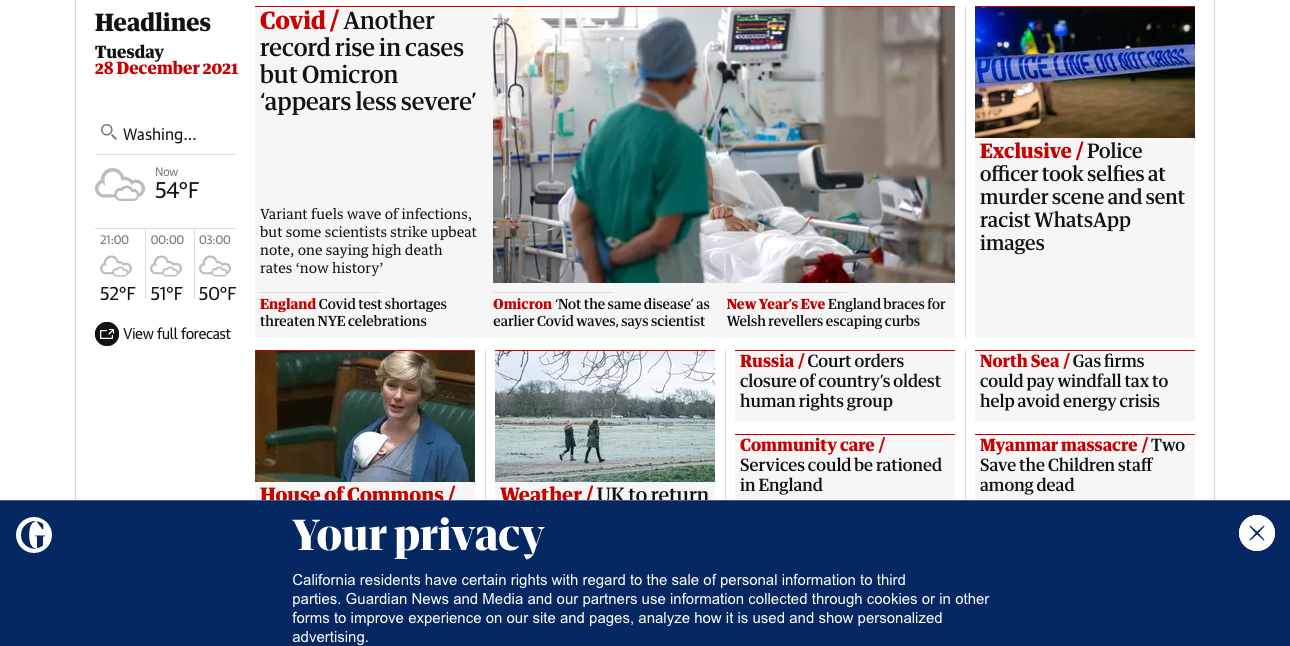 Headlines
Tuesday
28 December 2021
Washing...
Now
54°F
21:00
00:00
03:00
52°F
51°F
50°F
View full forecast
Covid / Another
record rise in cases
but Omicron
‘appears less severe’
Variant fuels wave of infections,
but some scientists strike upbeat
note, one saying high death
rates ‘now history’
England Covid test shortages
threaten NYE celebrations
Omicron ‘Not the same disease’ as
earlier Covid waves, says scientist
New Year’s Eve England braces for
Welsh revellers escaping curbs
POLICE LINE DO NOT CROSS
Exclusive / Police
officer took selfies at
murder scene and sent
racist WhatsApp
images
House of Commons /
Weather / UK to return
Russia / Court orders
closure of country’s oldest
human rights group
Community care /
Services could be rationed
in England
North Sea / Gas firms
could pay windfall tax to
help avoid energy crisis
Myanmar massacre / Two
Save the Children staff
among dead
G
Your privacy
California residents have certain rights with regard to the sale of personal information to third
parties. Guardian News and Media and our partners use information collected through cookies or in other
forms to improve experience on our site and pages, analyze how it is used and show personalized
advertising.